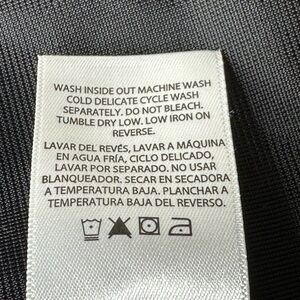 WASH INSIDE OUT MACHINE WASH
COLD DELICATE CYCLE WASH
SEPARATELY. DO NOT BLEACH.
TUMBLE DRY LOW. LOW IRON ON
REVERSE.
LAVAR DEL REVÉS, LAVAR A MÁQUINA
EN AGUA FRÍA, CICLO DELICADO,
LAVAR POR SEPARADO. NO USAR
BLANQUEADOR. SECAR EN SECADORA
A TEMPERATURA BAJA. PLANCHAR A
TEMPERATURA BAJA DEL REVERSO.